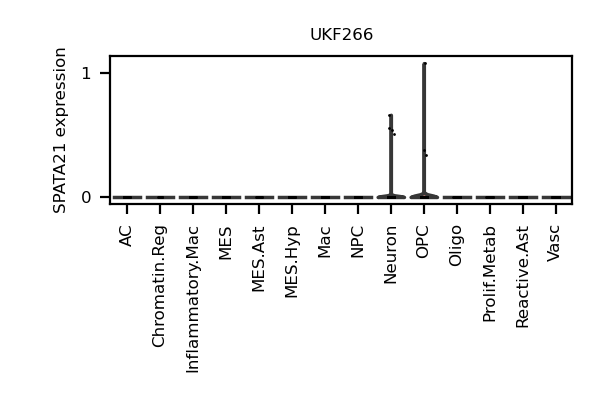 UKF266
SPATA21 expression
1
0
AC
Chromatin.Reg
Inflammatory.Mac
MES
MES.Ast
MES.Hyp
Mac
NPC
Neuron
OPC
Oligo
Prolif.Metab
Reactive.Ast
Vasc